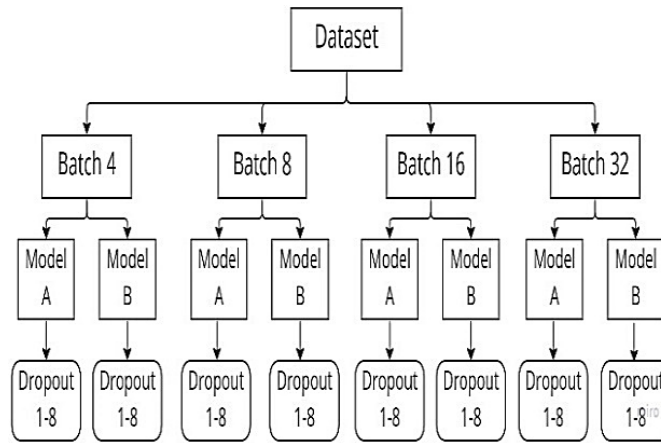 Dataset
Batch 4
Batch 8
Batch 16
Batch 32
Model
A
Model
B
Model
A
Model
B
Model
A
Model
B
Model
A
Model
B
Dropout
1-8
Dropout
1-8
Dropout
1-8
Dropout
1-8
Dropout
1-8
Dropout
1-8
Dropout
1-8
Dropout
1-8